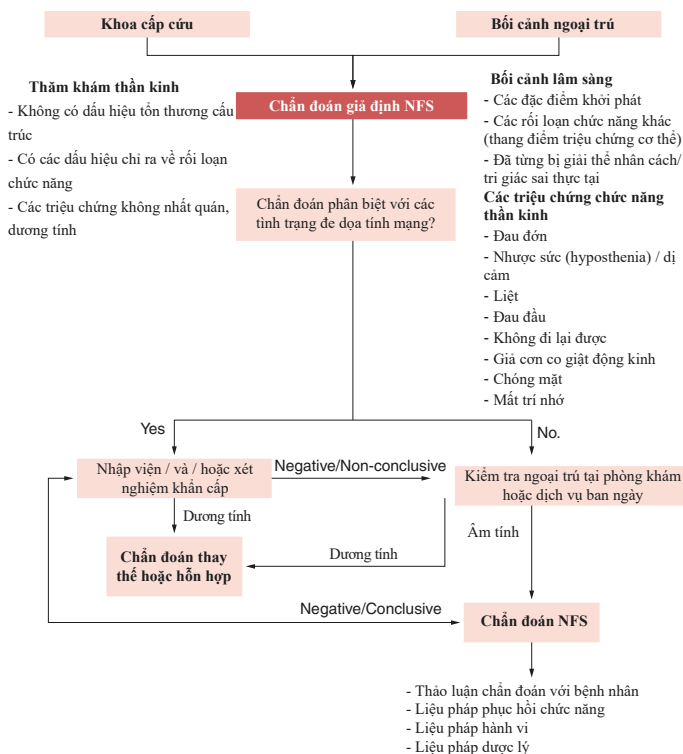 Khoa cấp cứu
Bối cảnh ngoại trú
Thăm khám thần kinh
- Không có dấu hiệu tổn thương cấu
trúc
- Có các dấu hiệu chỉ ra về rối loạn
chức năng
- Các triệu chứng không nhất quán,
dương tính
Chẩn đoán giả định NFS
Bối cảnh lâm sàng
- Các đặc điểm khởi phát
- Các rối loạn chức năng khác
(thang điểm triệu chứng cơ thể)
- Đã từng bị giải thể nhân cách/
tri giác sai thực tại
Các triệu chứng chức năng
thần kinh
- Đau đớn
- Nhược sức (hyposthenia) / dị
cảm
- Liệt
- Đau đầu
- Không đi lại được
- Giả cơn co giật động kinh
- Chóng mặt
- Mất trí nhớ
Chẩn đoán phân biệt với các
tình trạng đe dọa tính mạng?
Yes
No.
Nhập viện / và / hoặc xét
nghiệm khẩn cấp
Negative/Non-conclusive
Kiểm tra ngoại trú tại phòng khám
hoặc dịch vụ ban ngày
Dương tính
Âm tính
Chẩn đoán thay
thế hoặc hỗn hợp
Dương tính
Negative/Conclusive
Chẩn đoán NFS
- Thảo luận chẩn đoán với bệnh nhân
- Liệu pháp phục hồi chức năng
- Liệu pháp hành vi
- Liệu pháp dược lý